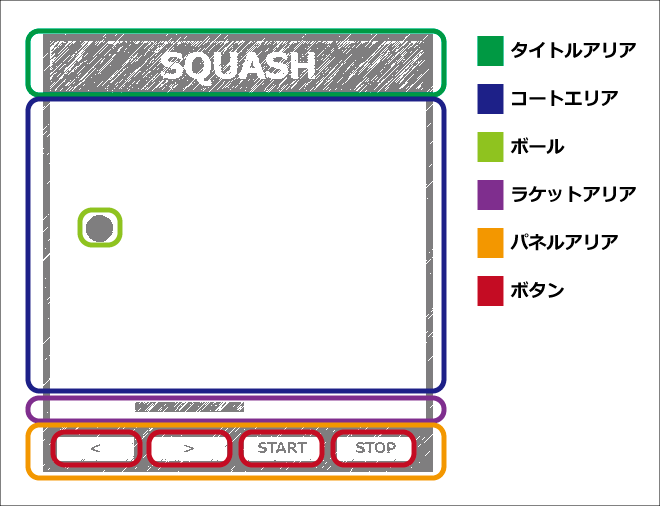 SQUASH
タイトルアリア
コートエリア
ボール
ラケットアリア
パネルアリア
ボタン
< > START STOP